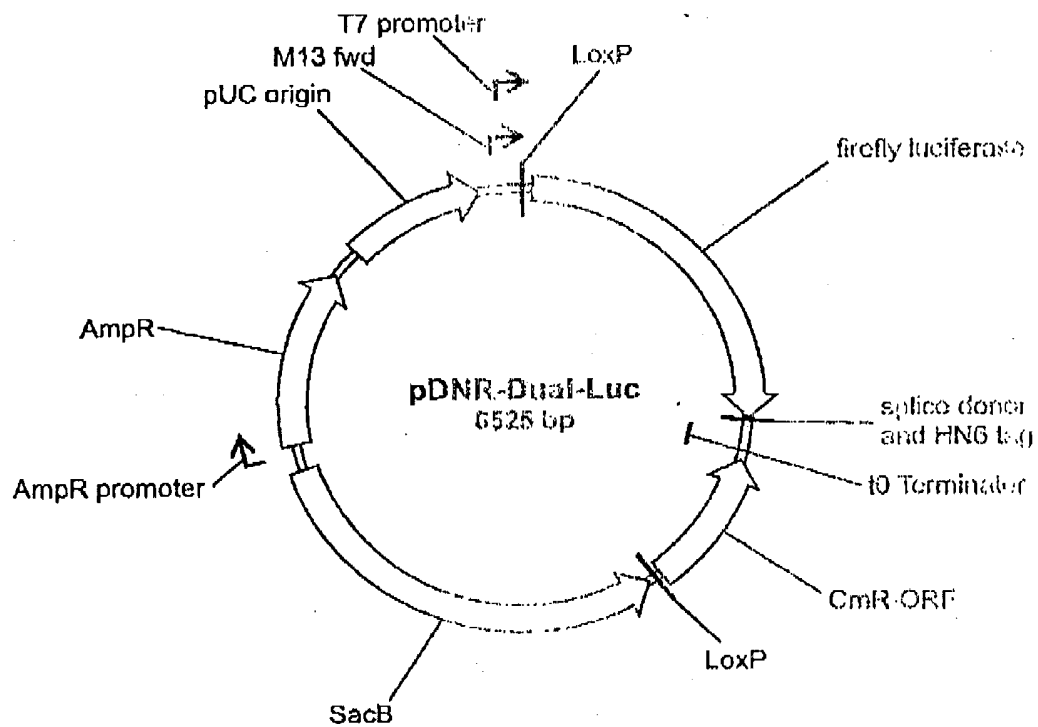 T7 promoter
M13 fwd
LoxP
pUC origin
firefly luciferase
AmpR
pDNR-Dual-Luc
6525 bp
splice donor
and HN6 tag
AmpR promoter
t0 Terminator
CmR-ORF
LoxP
SacB